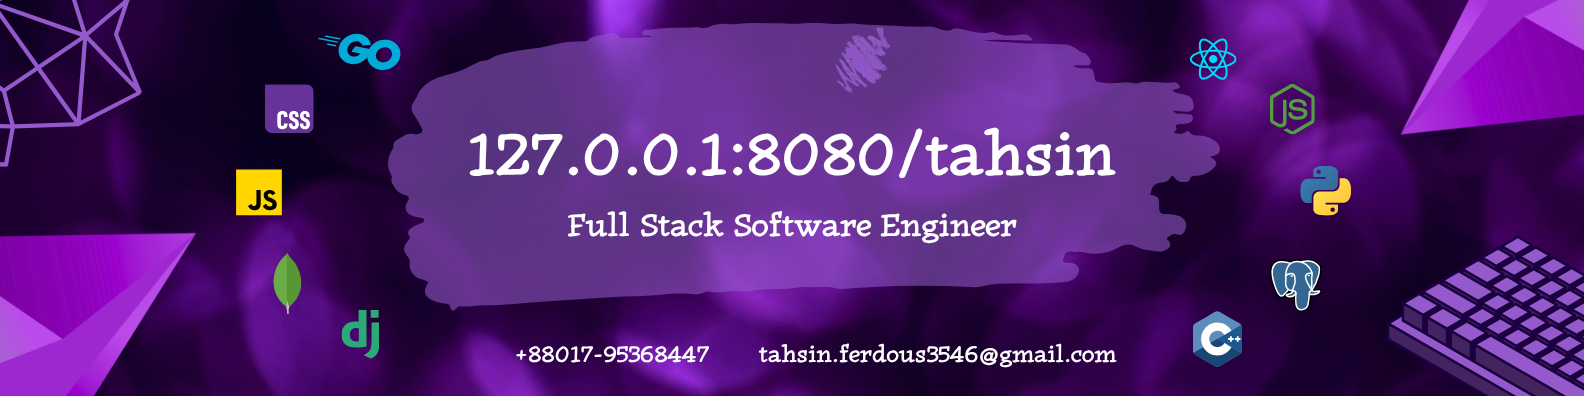 GO
CSS
JS
127.0.0.1:8080/tahsin
Full Stack Software Engineer
JS
dj
C++
+88017-95368447 tahsin.ferdous3546@gmail.com